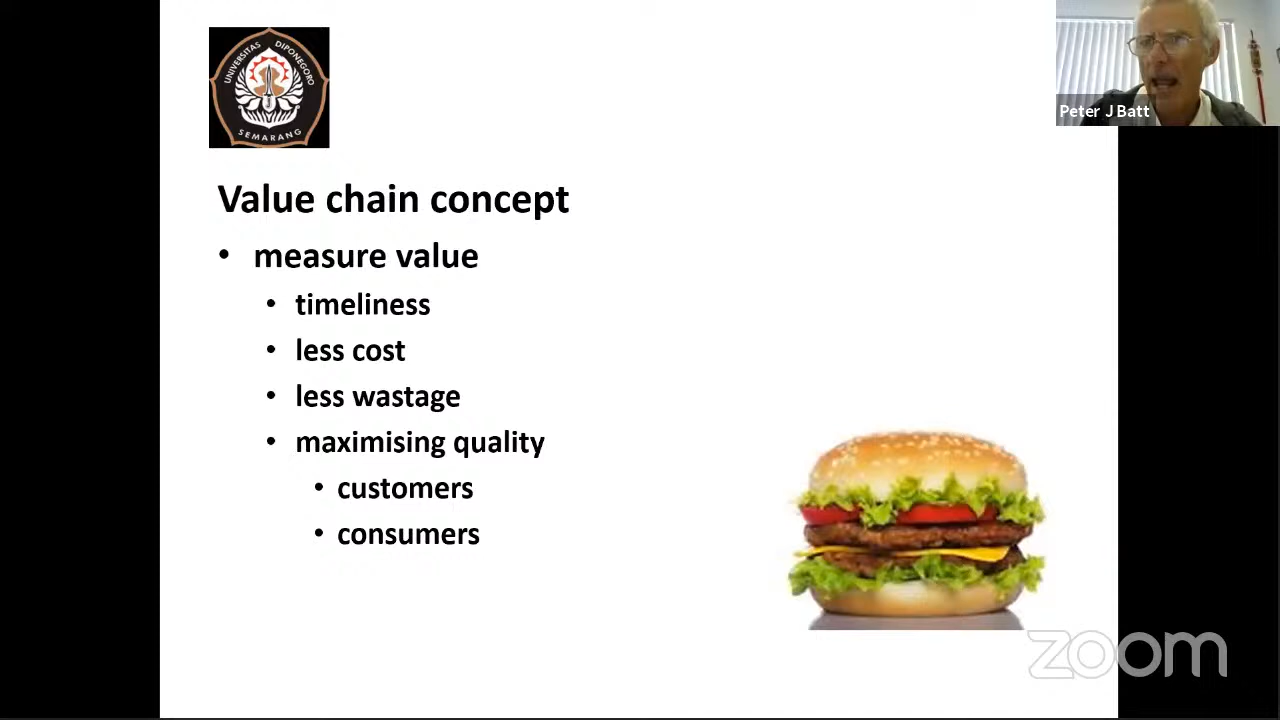 UNIVERSITAS DIPONEGORO
SEMARANG
Peter J Batt
Value chain concept
• measure value
• timeliness
• less cost
• less wastage
• maximising quality
• customers
• consumers
zoom